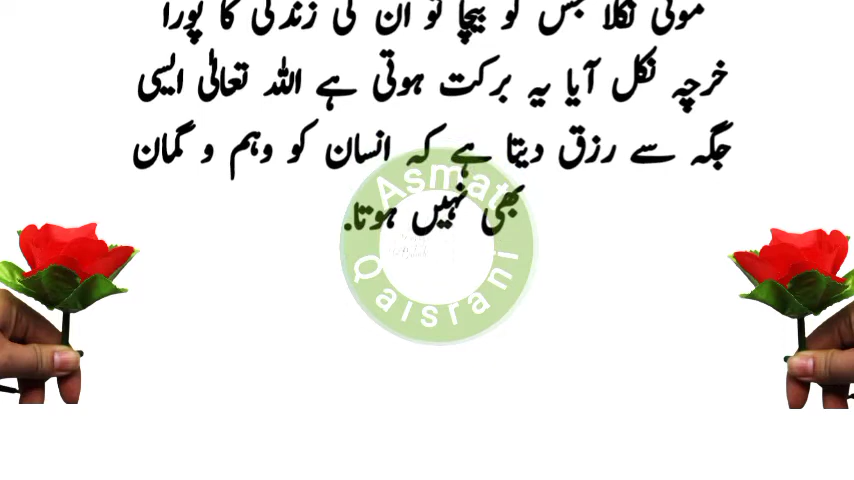 موتی نکلا جس کو بیچا تو ان کی زندگی کا پورا
خرچہ نکل آیا یہ برکت ہوتی ہے اللہ تعالیٰ ایسی
جگہ سے رزق دیتا ہے کہ انسان کو وہم و گمان
بھی نہیں ہوتا.
Asmat
Qaisrani